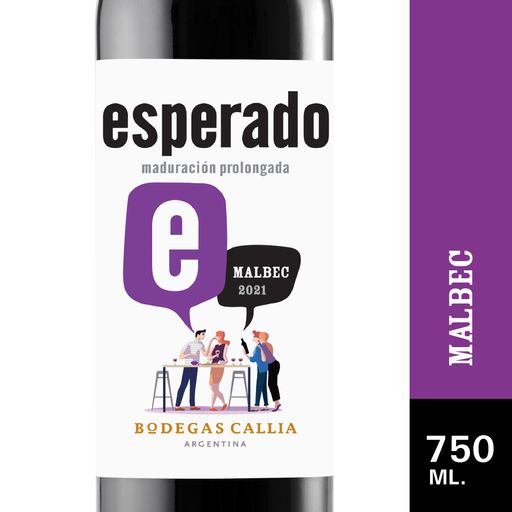 esperado
maduración prolongada
e
MALBEC
2021
BODEGAS CALLIA
ARGENTINA
MALBEC
750
ML.